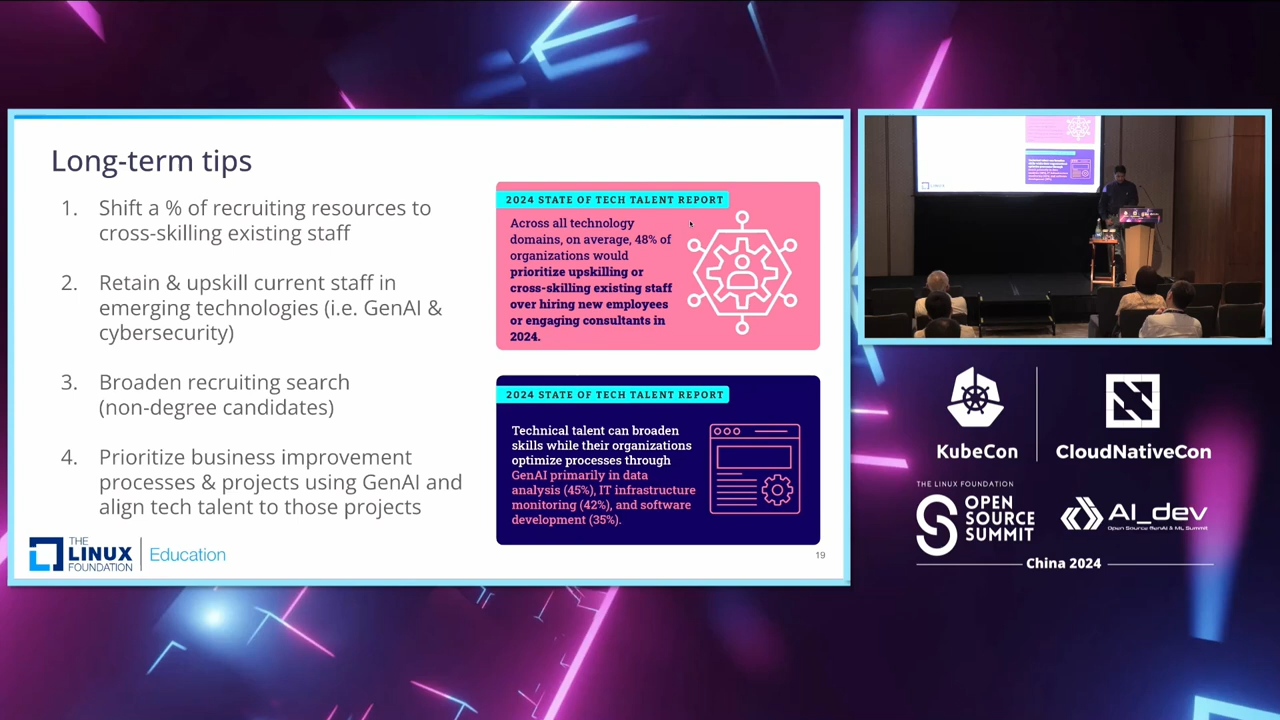 Long-term tips
1. Shift a % of recruiting resources to
cross-skilling existing staff
2. Retain & upskill current staff in
emerging technologies (i.e. GenAI &
cybersecurity)
3. Broaden recruiting search
(non-degree candidates)
4. Prioritize business improvement
processes & projects using GenAI and
align tech talent to those projects
2024 STATE OF TECH TALENT REPORT
Across all technology
domains, on average, 48% of
organizations would
prioritize upskilling or
cross-skilling existing staff
over hiring new employees
or engaging consultants in
2024.
2024 STATE OF TECH TALENT REPORT
Technical talent can broaden
skills while their organizations
optimize processes through
GenAI primarily in data
analysis (45%), IT infrastructure
monitoring (42%), and software
development (35%).
THE
LINUX
FOUNDATION
Education
19
KubeCon
CloudNativeCon
THE LINUX FOUNDATION
OPEN
SOURCE
SUMMIT
AI_dev
Open Source GenAI & ML Summit
China 2024